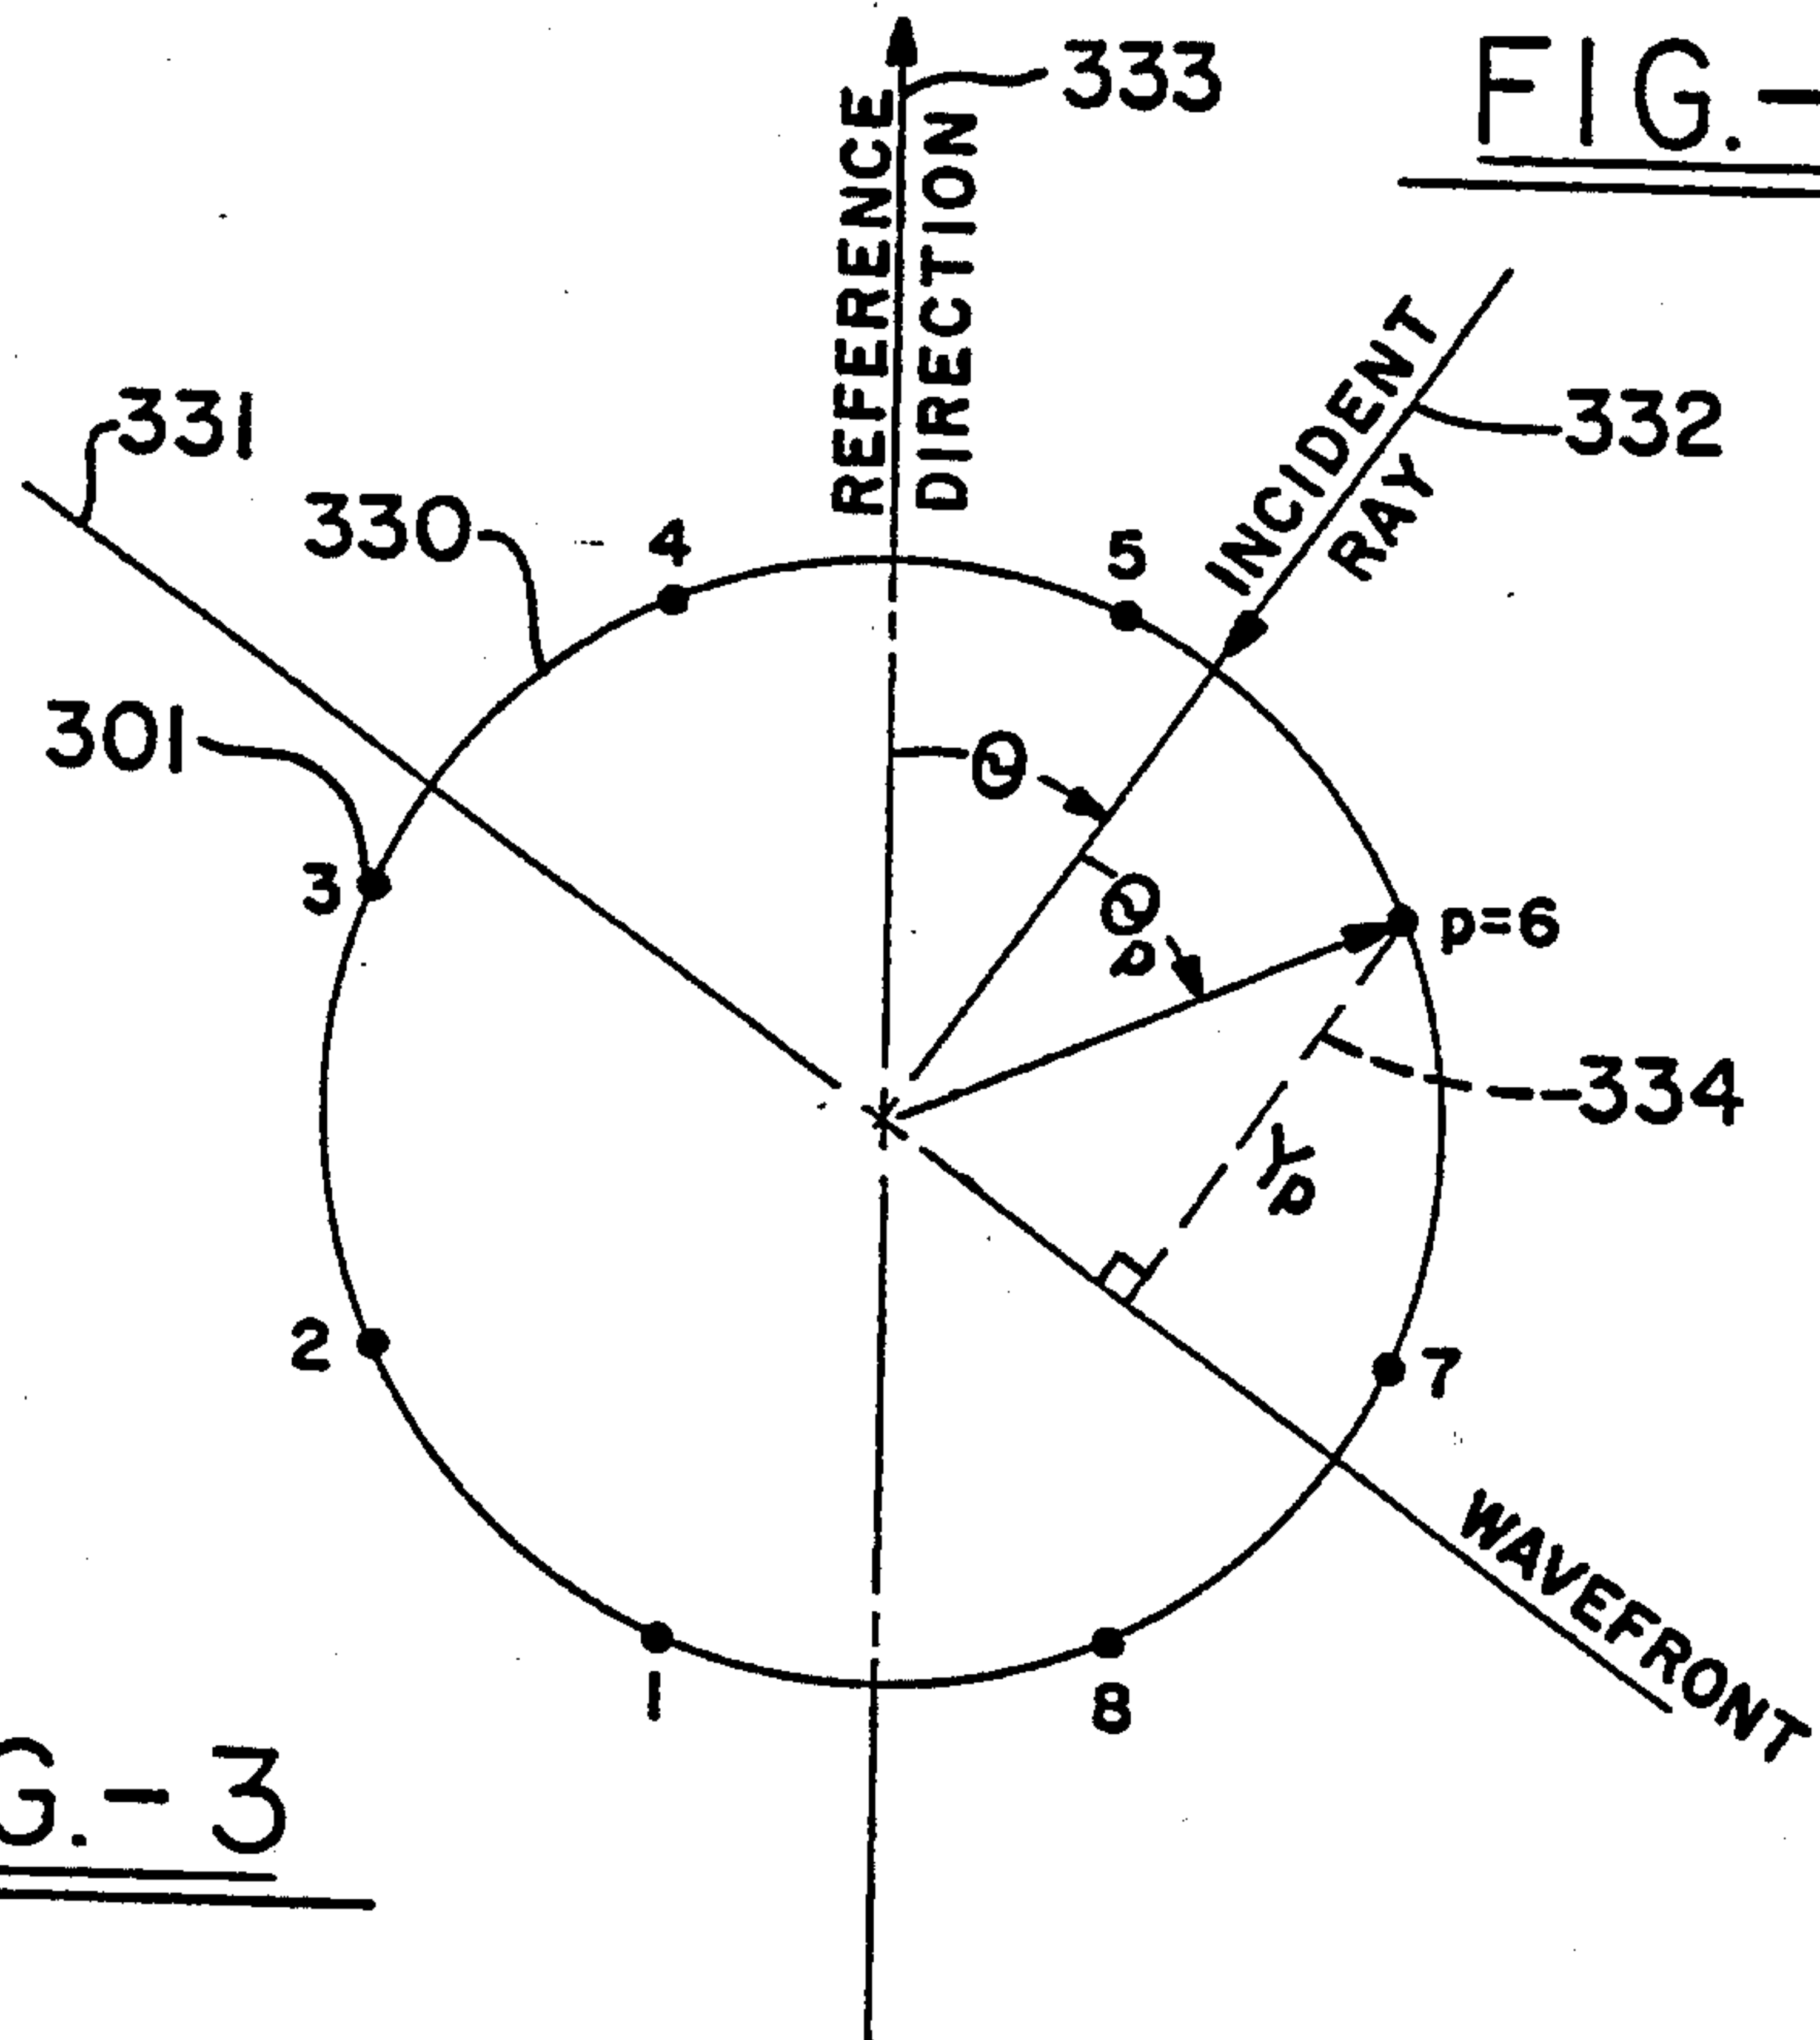 333
FIG.-
REFERENCE
DIRECTION
331
332
INCIDENT
RAY
330
4
5
301
Θ
3
Θp
p=6
334
Yp
2
7
WAVEFRONT
1
8
G.-3